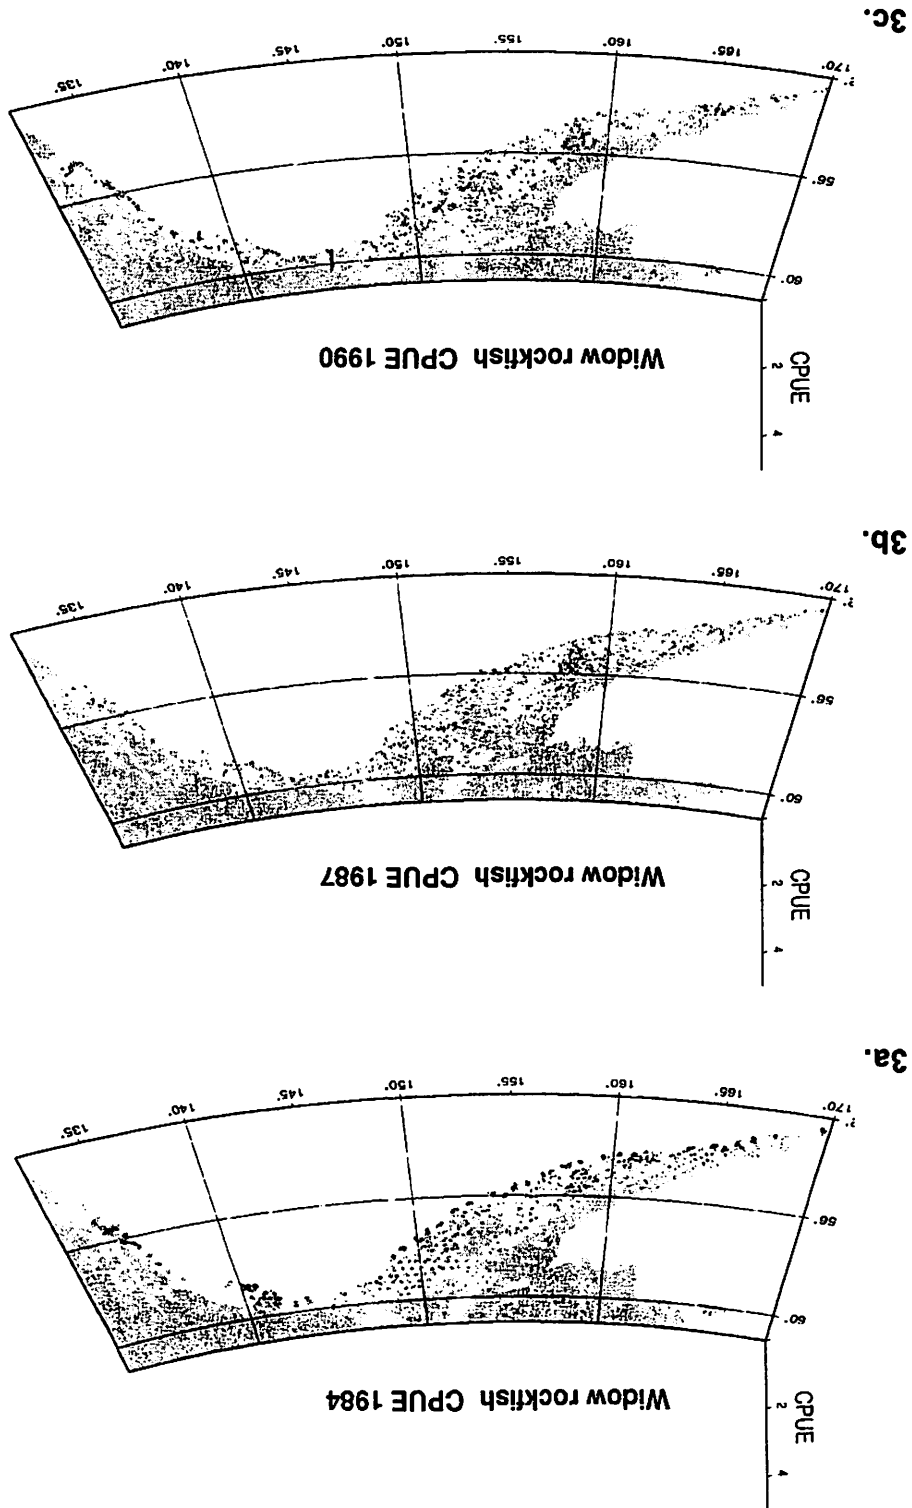 4
CPUE
2
Widow rockfish CPUE 1984
60°
56°
170° 165° 160° 155° 150° 145° 140° 135°
3a.
4
CPUE
2
Widow rockfish CPUE 1987
60°
56°
170° 165° 160° 155° 150° 145° 140° 135°
3b.
4
CPUE
2
Widow rockfish CPUE 1990
60°
56°
170° 165° 160° 155° 150° 145° 140° 135°
3c.